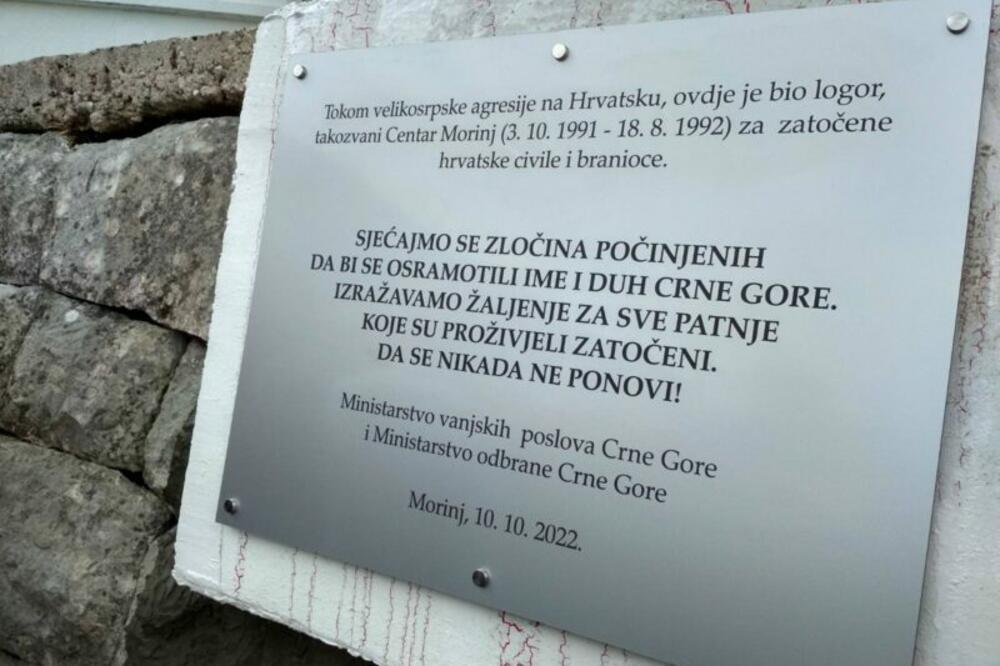 Tokom velikosrpske agresije na Hrvatsku, ovdje je bio logor,
takozvani Centar Morinj (3. 10. 1991 - 18. 8. 1992) za zatočene
hrvatske civile i branioce.
SJEĆAJMO SE ZLOČINA POČINJENIH
DA BI SE OSRAMOTILI IME I DUH CRNE GORE.
IZRAŽAVAMO ŽALJENJE ZA SVE PATNJE
KOJE SU PROŽIVJELI ZATOČENI.
DA SE NIKADA NE PONOVI!
Ministarstvo vanjskih poslova Crne Gore
i Ministarstvo odbrane Crne Gore
Morinj, 10. 10. 2022.